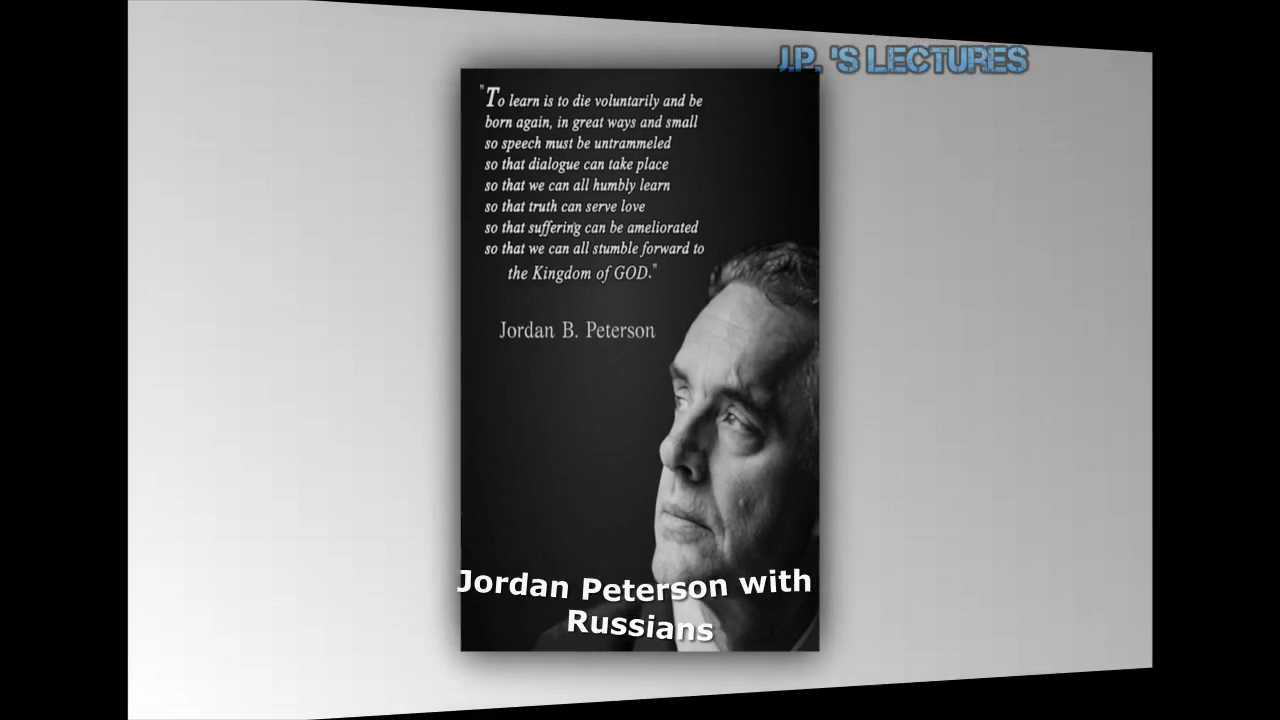 J.P. 'S LECTURES
"To learn is to die voluntarily and be
born again, in great ways and small
so speech must be untrammeled
so that dialogue can take place
so that we can all humbly learn
so that truth can serve love
so that suffering can be ameliorated
so that we can all stumble forward to
the Kingdom of GOD."
Jordan B. Peterson
Jordan Peterson with
Russians